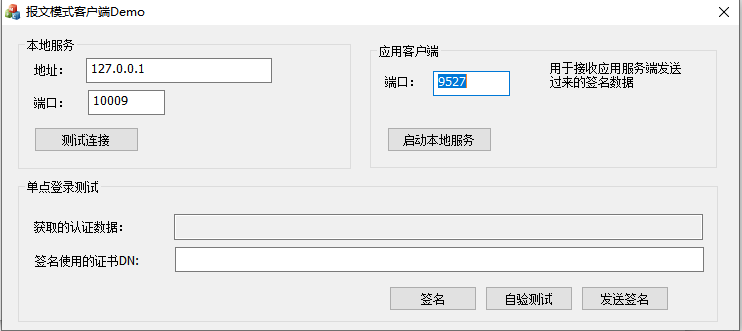 报文模式客户端Demo
本地服务
地址： 127.0.0.1
端口： 10009
测试连接
应用客户端
端口： 9527
用于接收应用服务端发送
过来的签名数据
启动本地服务
单点登录测试
获取的认证数据：
签名使用的证书DN:
签名 自验测试 发送签名